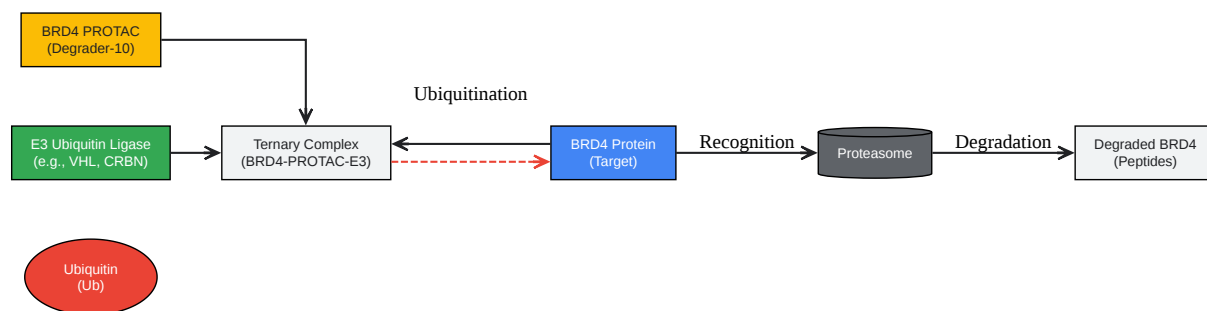 BRD4 PROTAC
(Degrader-10)
Ubiquitination
E3 Ubiquitin Ligase
(e.g., VHL, CRBN)
Ternary Complex
(BRD4-PROTAC-E3)
BRD4 Protein
(Target)
Recognition
Proteasome
Degradation
Degraded BRD4
(Peptides)
Ubiquitin
(Ub)